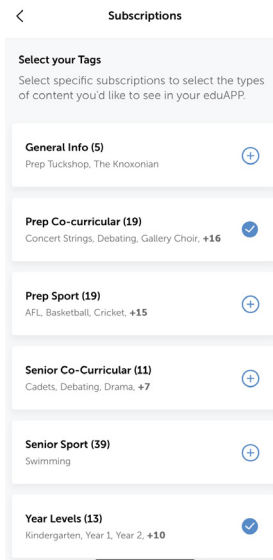 Subscriptions
Select your Tags
Select specific subscriptions to select the types
of content you'd like to see in your eduAPP.
General Info (5)
Prep Tuckshop, The Knoxonian
Prep Co-curricular (19)
Concert Strings, Debating, Gallery Choir, +16
Prep Sport (19)
AFL, Basketball, Cricket, +15
Senior Co-Curricular (11)
Cadets, Debating, Drama, +7
Senior Sport (39)
Swimming
Year Levels (13)
Kindergarten, Year 1, Year 2, +10